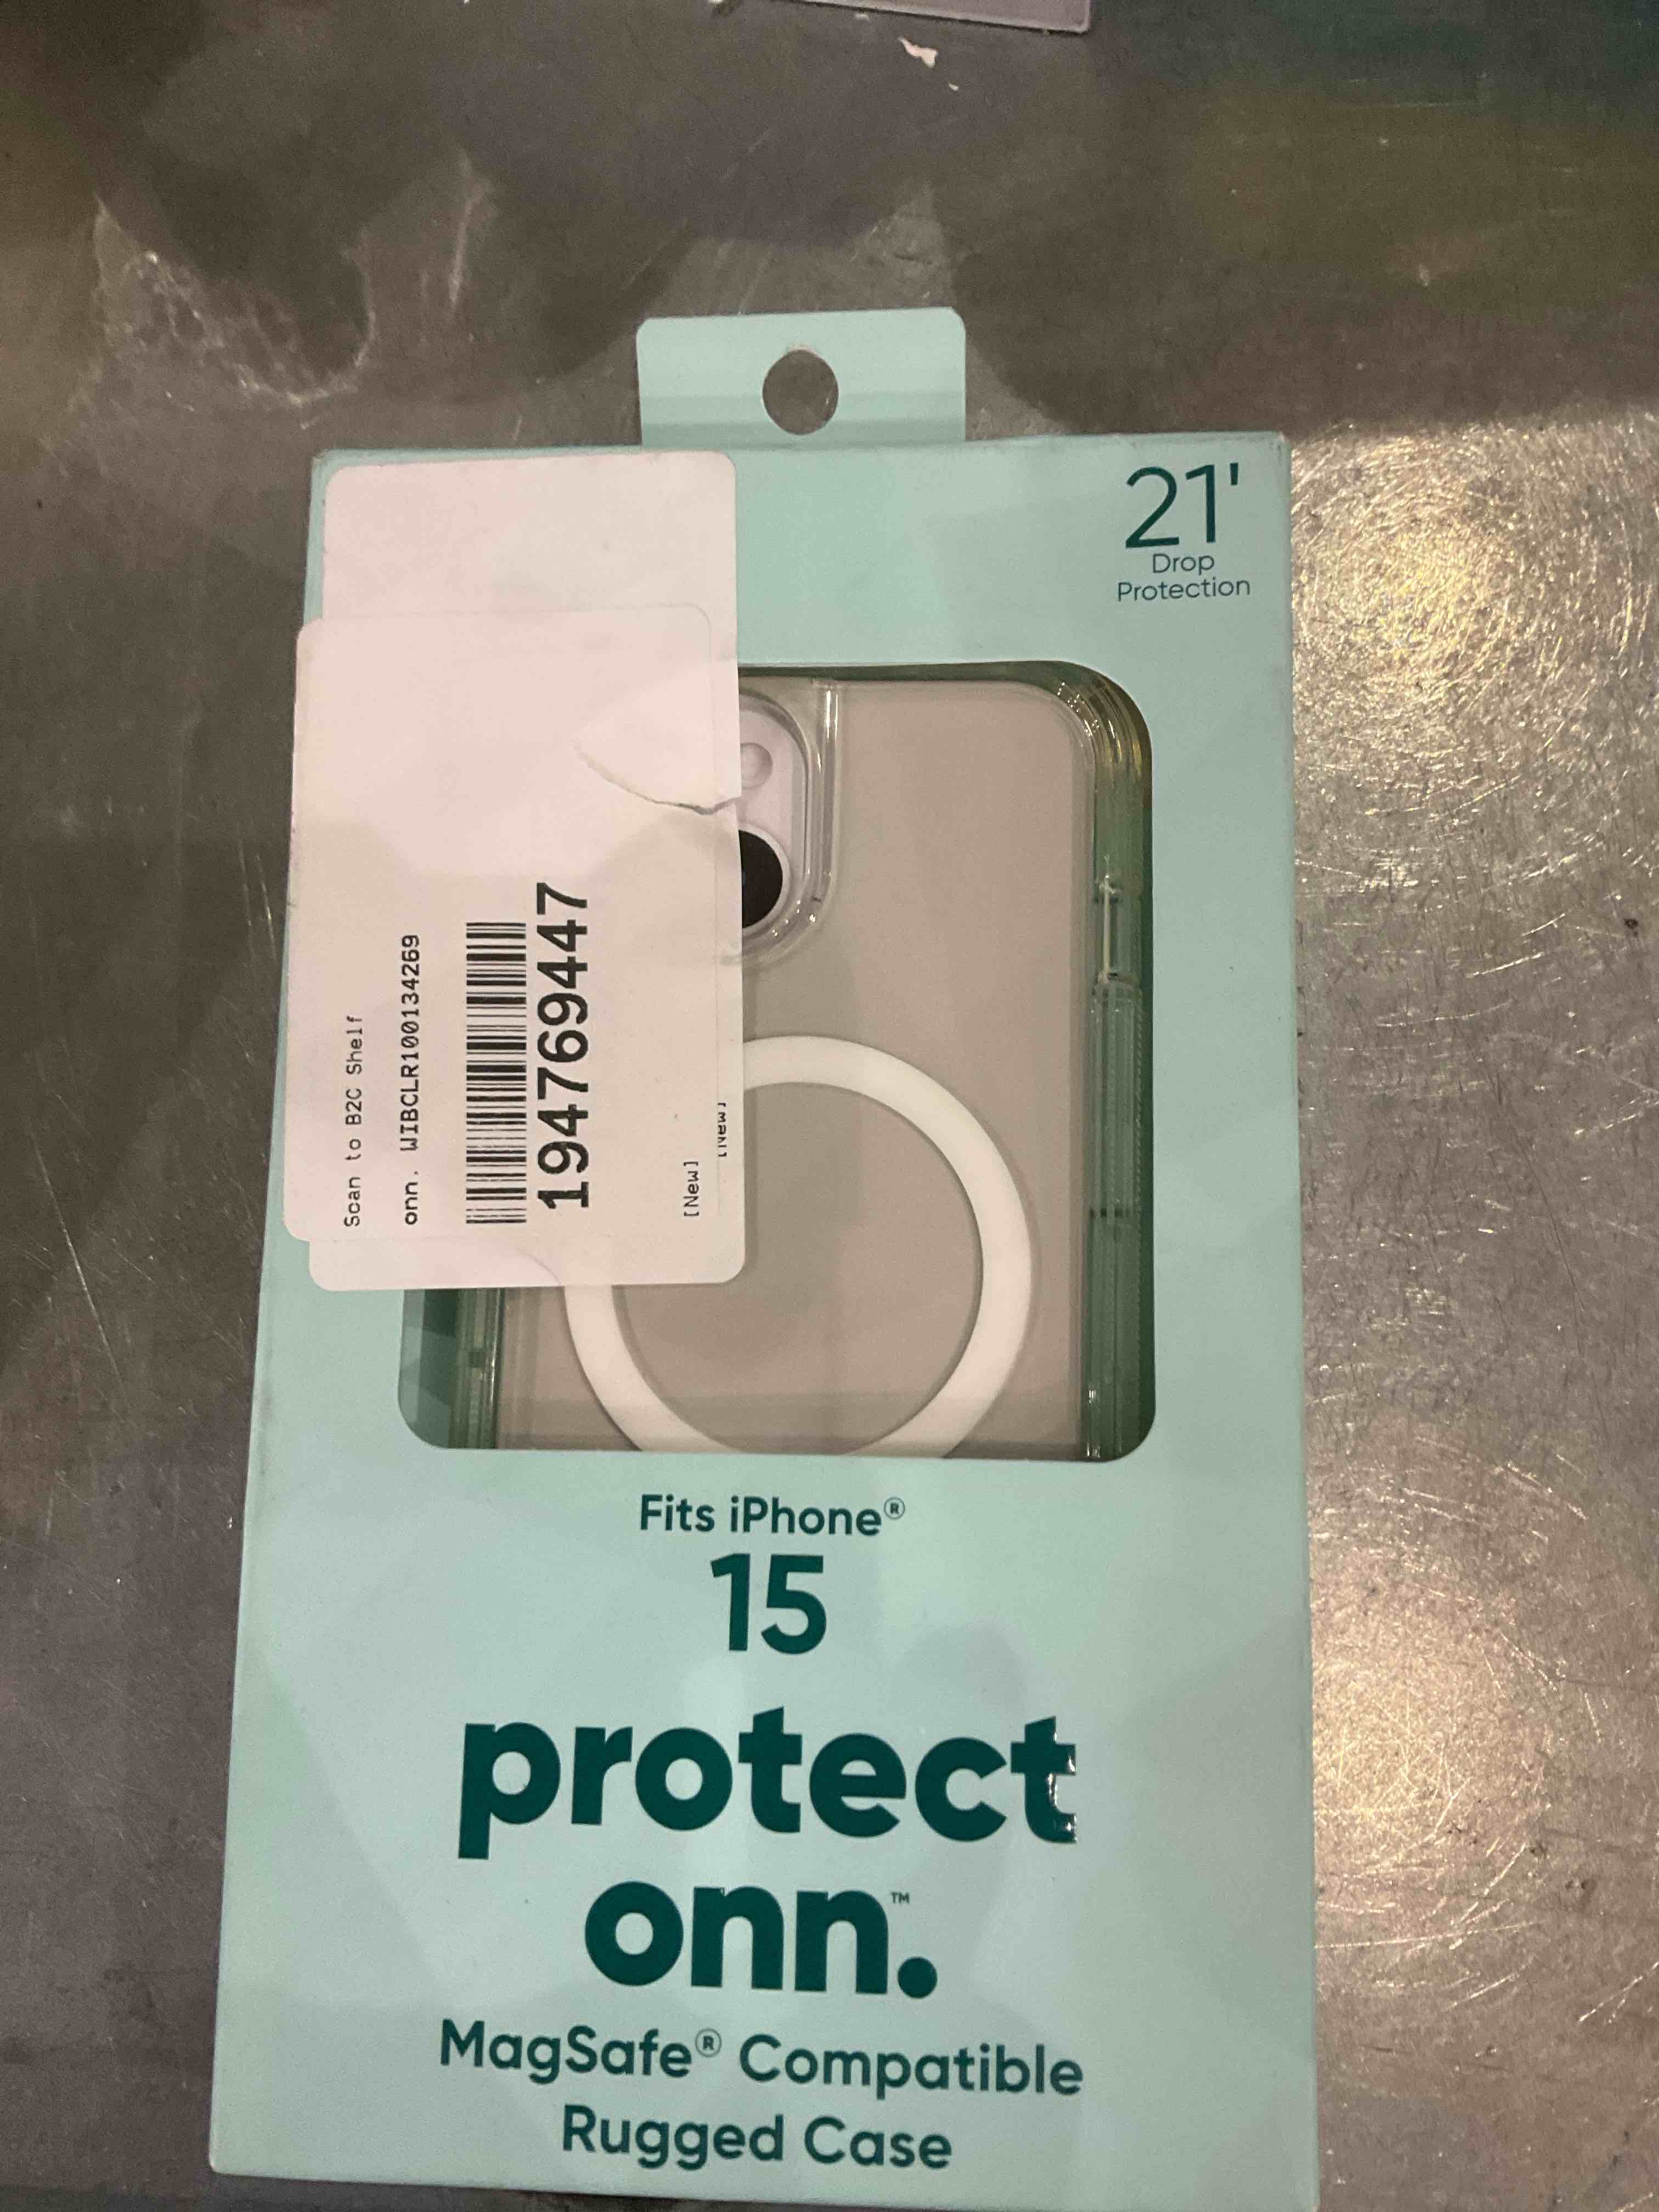 21'
Drop
Protection
Scan to B2C Shelf
onn. WIBCLR100134269
194769447
[New]
[New]
Fits iPhone®
15
protect
onn.™
MagSafe® Compatible
Rugged Case